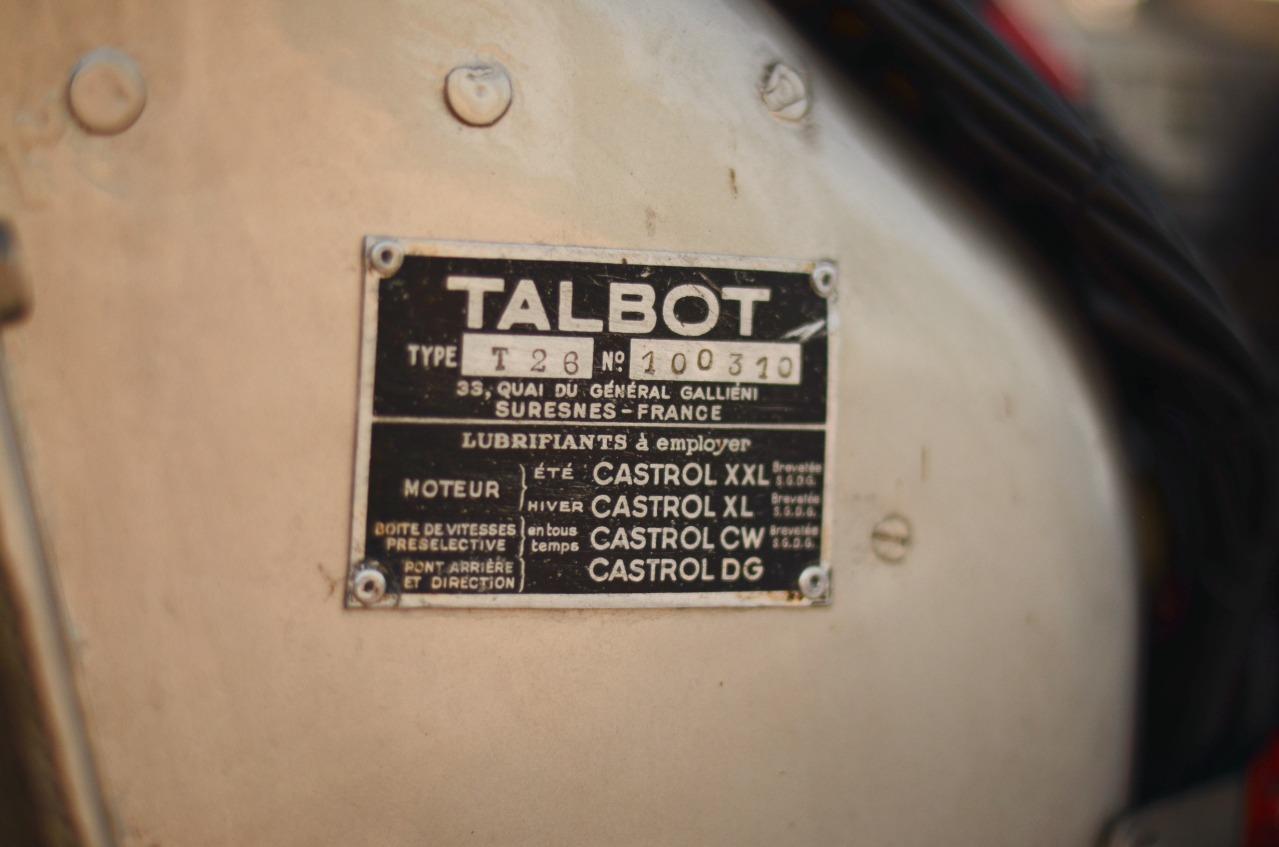 TALBOT
TYPE T 26 Nº 100310
33, QUAI DU GÉNÉRAL GALLIÉNI
SURESNES-FRANCE
LUBRIFIANTS à employer
MOTEUR ÉTÉ CASTROL XXL Brevetée S.G.D.G.
HIVER CASTROL XL Brevetée S.G.D.G.
BOITE DE VITESSES PRESELECTIVE en tous temps CASTROL CW Brevetée S.G.D.G.
PONT ARRIÈRE ET DIRECTION CASTROL DG